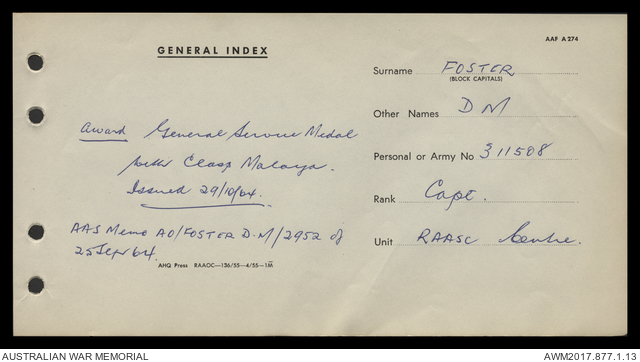 AAF A274
GENERAL INDEX
Surname FOSTER
(BLOCK CAPITALS)
Other Names D M
Personal or Army No 311508
Rank Capt.
Unit RAASC Centre.
Award General Service Medal
with Clasp Malaya.
Issued 29/10/64.
AAS Memo AO/FOSTER D.M/2952 of
25 Sep 64.
AHQ Press RAAOC—136/55—4/55—1M
AUSTRALIAN WAR MEMORIAL
AWM2017.877.1.13